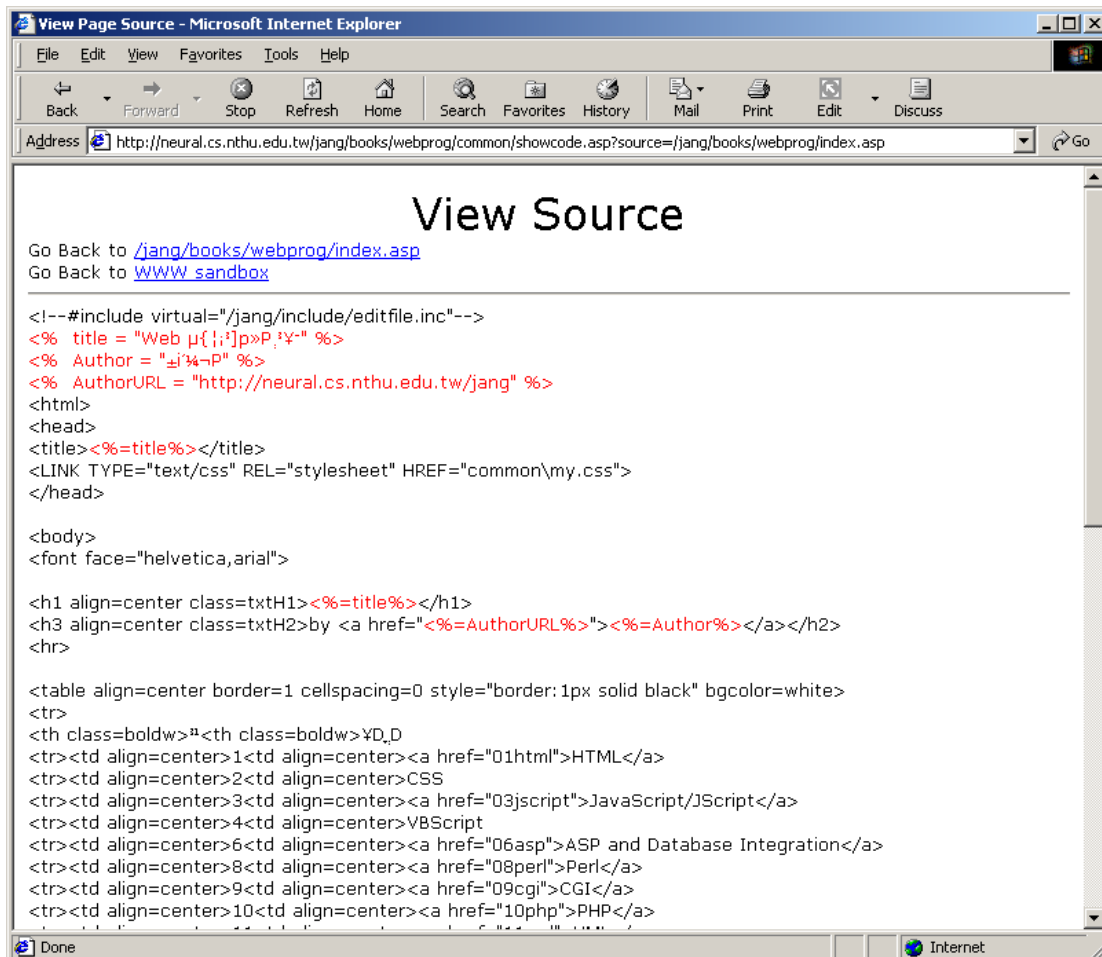 View Page Source - Microsoft Internet Explorer
File Edit View Favorites Tools Help
Back Forward Stop Refresh Home Search Favorites History Mail Print Edit Discuss
Address http://neural.cs.nthu.edu.tw/jang/books/webprog/common/showcode.asp?source=/jang/books/webprog/index.asp Go
View Source
Go Back to /jang/books/webprog/index.asp
Go Back to WWW sandbox
<!--#include virtual="/jang/include/editfile.inc"-->
<% title = "Web " %>
<% Author = "" %>
<% AuthorURL = "http://neural.cs.nthu.edu.tw/jang" %>
<html>
<head>
<title><%=title%></title>
<LINK TYPE="text/css" REL="stylesheet" HREF="common\my.css">
</head>
<body>
<font face="helvetica,arial">
<h1 align=center class=txtH1><%=title%></h1>
<h3 align=center class=txtH2>by <a href="<%=AuthorURL%>"><%=Author%></a></h2>
<hr>
<table align=center border=1 cellspacing=0 style="border:1px solid black" bgcolor=white>
<tr>
<th class=boldw><th class=boldw>
<tr><td align=center>1<td align=center><a href="01html">HTML</a>
<tr><td align=center>2<td align=center>CSS
<tr><td align=center>3<td align=center><a href="03jscript">JavaScript/JScript</a>
<tr><td align=center>4<td align=center>VBScript
<tr><td align=center>6<td align=center><a href="06asp">ASP and Database Integration</a>
<tr><td align=center>8<td align=center><a href="08perl">Perl</a>
<tr><td align=center>9<td align=center><a href="09cgi">CGI</a>
<tr><td align=center>10<td align=center><a href="10php">PHP</a>
Done Internet